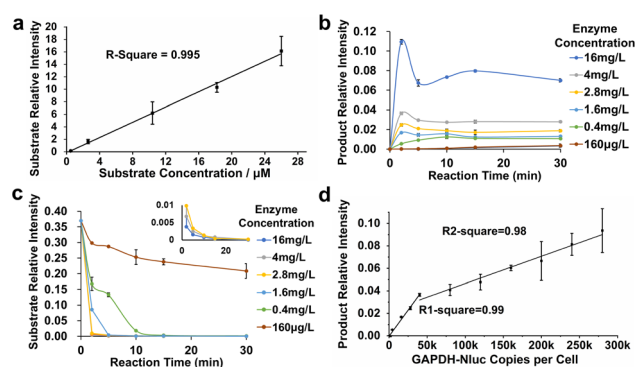 a
Substrate Relative Intensity
20
18
16
14
12
10
8
6
4
2
0
R-Square = 0.995
0 4 8 12 16 20 24 28
Substrate Concentration / μM
b
Product Relative Intensity
0.12
0.10
0.08
0.06
0.04
0.02
0.00
0 10 20 30
Reaction Time (min)
Enzyme
Concentration
16mg/L
4mg/L
2.8mg/L
1.6mg/L
0.4mg/L
160μg/L
c
Substrate Relative Intensity
0.40
0.35
0.30
0.25
0.20
0.15
0.10
0.05
0.00
0 5 10 15 20 25 30
Reaction Time (min)
0.01
0.005
0
0 10 20
Enzyme
Concentration
16mg/L
4mg/L
2.8mg/L
1.6mg/L
0.4mg/L
160μg/L
d
Product Relative Intensity
0.12
0.10
0.08
0.06
0.04
0.02
0.00
R2-square=0.98
R1-square=0.99
0 50k 100k 150k 200k 250k 300k
GAPDH-Nluc Copies per Cell